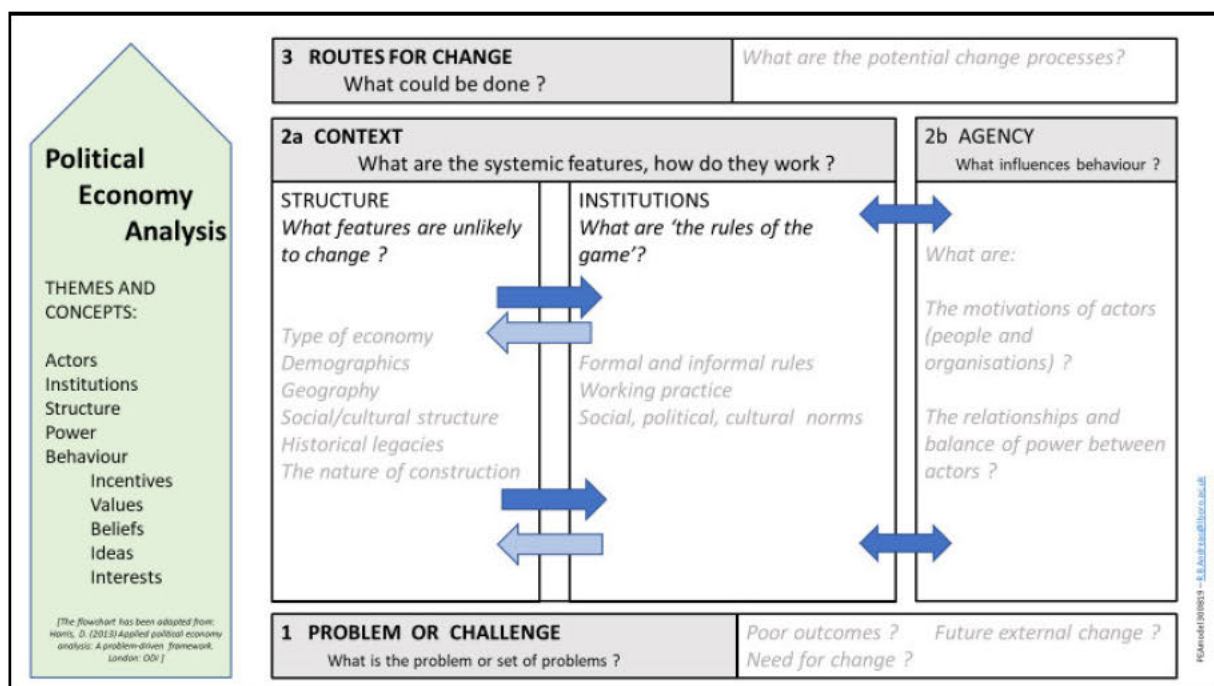 Political
Economy
Analysis
THEMES AND
CONCEPTS:
Actors
Institutions
Structure
Power
Behaviour
Incentives
Values
Beliefs
Ideas
Interests
[The flowchart has been adapted from:
Harris, D. (2013) Applied political economy
analysis: A problem-driven framework.
London: ODI ]
3 ROUTES FOR CHANGE
What could be done ?
What are the potential change processes?
2a CONTEXT
What are the systemic features, how do they work ?
STRUCTURE
What features are unlikely
to change ?
Type of economy
Demographics
Geography
Social/cultural structure
Historical legacies
The nature of construction
INSTITUTIONS
What are ‘the rules of the
game’?
Formal and informal rules
Working practice
Social, political, cultural norms
2b AGENCY
What influences behaviour ?
What are:
The motivations of actors
(people and
organisations) ?
The relationships and
balance of power between
actors ?
1 PROBLEM OR CHALLENGE
What is the problem or set of problems ?
Poor outcomes ? Future external change ?
Need for change ?
PEAmodel300819 –